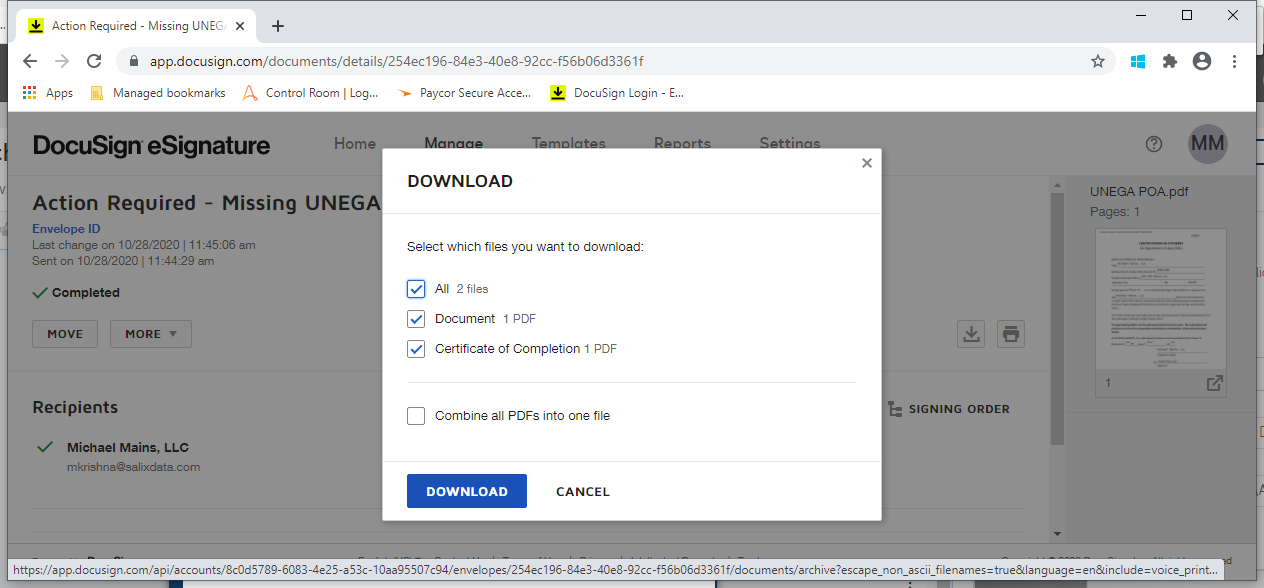 Action Required - Missing UNEGA
app.docusign.com/documents/details/254ec196-84e3-40e8-92cc-f56b06d3361f
Apps Managed bookmarks Control Room | Log... Paycor Secure Acce... DocuSign Login - E...
DocuSign eSignature Home Manage Templates Reports Settings MM
DOWNLOAD
Select which files you want to download:
All 2 files
Document 1 PDF
Certificate of Completion 1 PDF
Combine all PDFs into one file
DOWNLOAD CANCEL
Action Required - Missing UNEGA
Envelope ID
Last change on 10/28/2020 | 11:45:06 am
Sent on 10/28/2020 | 11:44:29 am
Completed
MOVE MORE
Recipients
SIGNING ORDER
Michael Mains, LLC
mkrishna@salixdata.com
UNEGA POA.pdf
Pages: 1
1
https://app.docusign.com/api/accounts/8c0d5789-6083-4e25-a53c-10aa95507c94/envelopes/254ec196-84e3-40e8-92cc-f56b06d3361f/documents/archive?escape_non_ascii_filenames=true&language=en&include=voice_print...